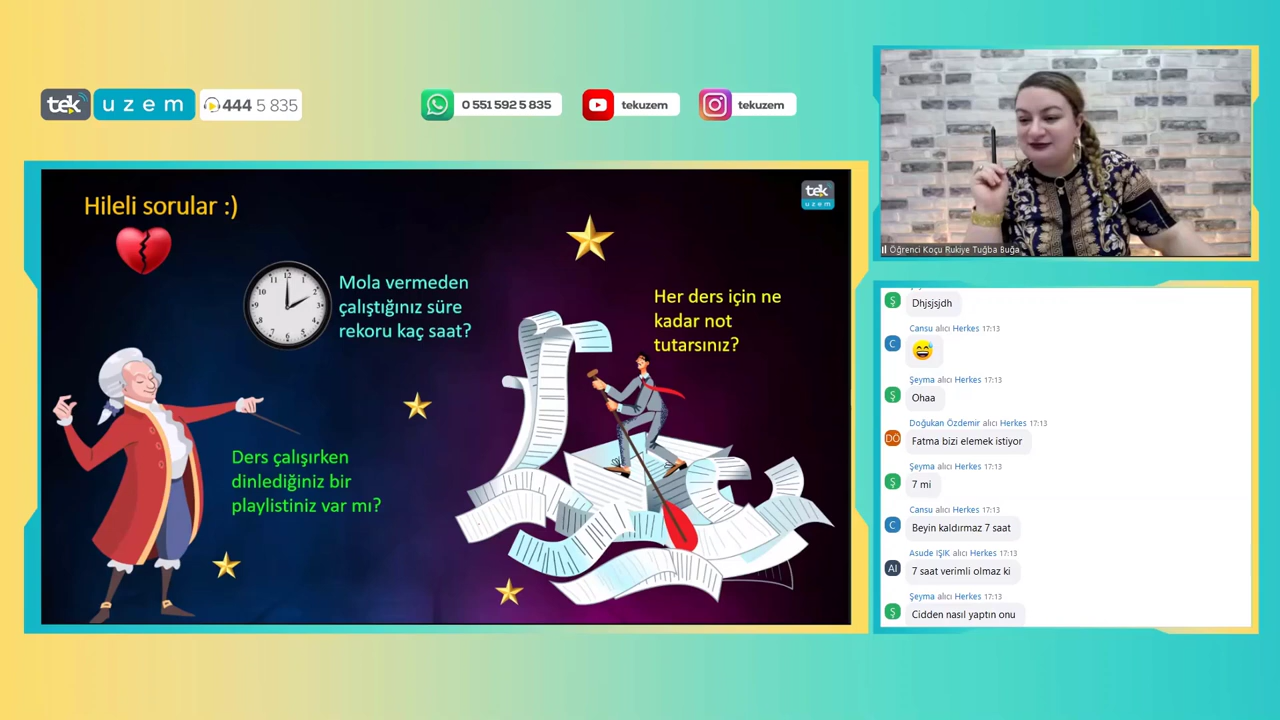 tek uzem 444 5 835
0 551 592 5 835
tekuzem
tekuzem
Hileli sorular :)
tek
uzem
Mola vermeden
çalıştığınız süre
rekoru kaç saat?
Her ders için ne
kadar not
tutarsınız?
Ders çalışırken
dinlediğiniz bir
playlistiniz var mı?
Öğrenci Koçu Rukiye Tuğba Buğa
Ş Dhjsjsjdh
Cansu alıcı Herkes 17:13
C
Şeyma alıcı Herkes 17:13
Ş Ohaa
Doğukan Özdemir alıcı Herkes 17:13
DÖ Fatma bizi elemek istiyor
Şeyma alıcı Herkes 17:13
Ş 7 mi
Cansu alıcı Herkes 17:13
C Beyin kaldırmaz 7 saat
Asude IŞIK alıcı Herkes 17:13
AI 7 saat verimli olmaz ki
Şeyma alıcı Herkes 17:13
Ş Cidden nasıl yaptın onu